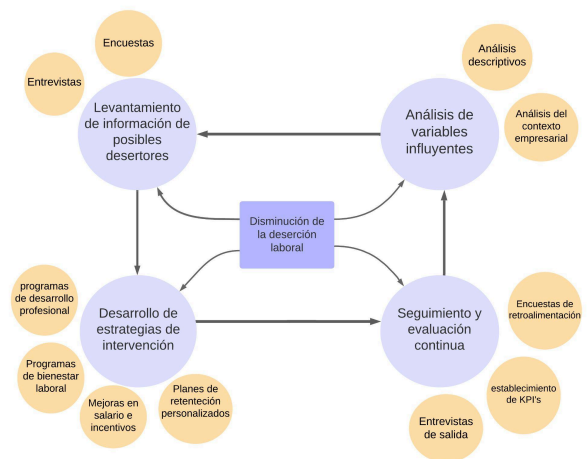 Encuestas
Entrevistas
Levantamiento
de información de
posibles
desertores
Análisis
descriptivos
Análisis del
contexto
empresarial
Análisis de
variables
influyentes
Disminución de
la deserción
laboral
programas
de desarrollo
profesional
Programas
de bienestar
laboral
Mejoras en
salario e
incentivos
Planes de
retenteción
personalizados
Desarrollo de
estrategias de
intervención
Seguimiento y
evaluación
continua
Encuestas de
retroalimentación
establecimiento
de KPI's
Entrevistas
de salida